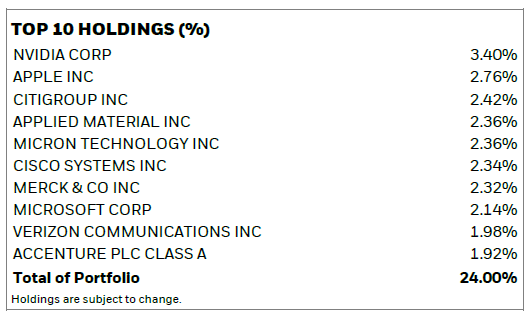 TOP 10 HOLDINGS (%)
NVIDIA CORP 3.40%
APPLE INC 2.76%
CITIGROUP INC 2.42%
APPLIED MATERIAL INC 2.36%
MICRON TECHNOLOGY INC 2.36%
CISCO SYSTEMS INC 2.34%
MERCK & CO INC 2.32%
MICROSOFT CORP 2.14%
VERIZON COMMUNICATIONS INC 1.98%
ACCENTURE PLC CLASS A 1.92%
Total of Portfolio 24.00%
Holdings are subject to change.